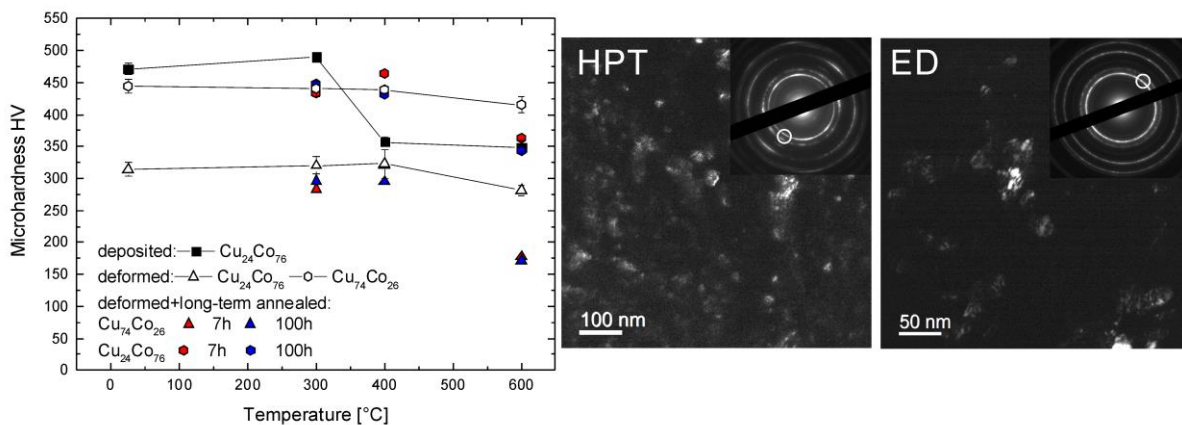 550
500
450
400
350
300
250
200
150
100
50
0
Microhardness HV
deposited: Cu24Co76
deformed: Cu24Co76 Cu74Co26
deformed+long-term annealed:
Cu74Co26 7h 100h
Cu24Co76 7h 100h
0 100 200 300 400 500 600
Temperature [°C]
HPT
100 nm
ED
50 nm